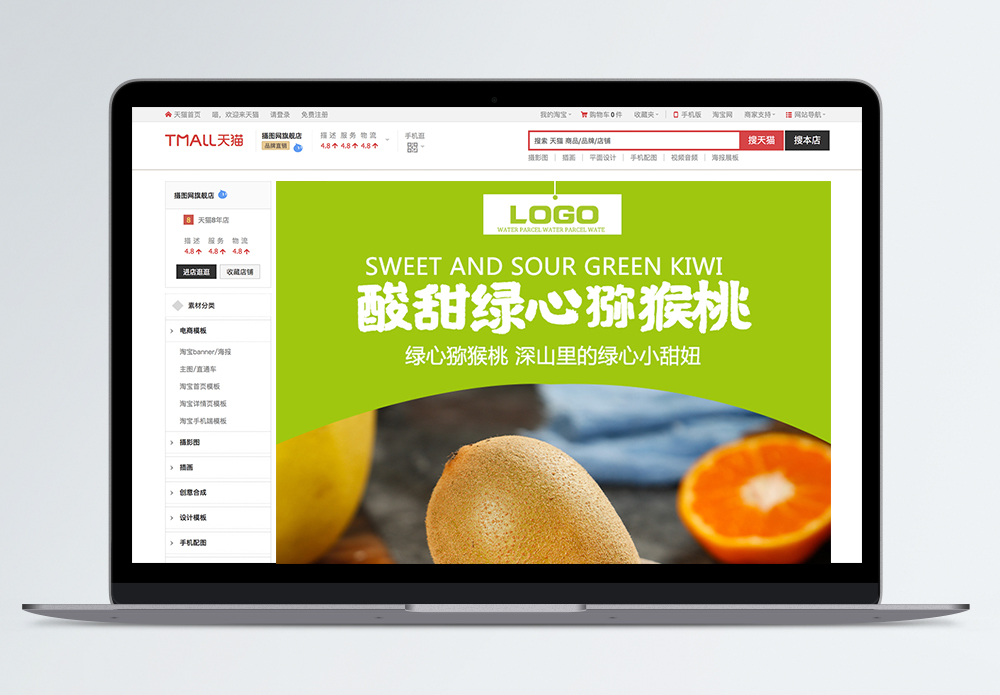 天猫首页 喵，欢迎来天猫 请登录 免费注册 我的淘宝 购物车0件 收藏夹 手机版 淘宝网 商家支持 网站导航
TMALL天猫 摄图网旗舰店 品牌直销 描述 服务 物流 4.8 4.8 4.8 手机逛 搜索 天猫 商品/品牌/店铺 搜天猫 搜本店
摄影图 插画 平面设计 手机配图 视频音频 海报展板
摄图网旗舰店
8 天猫8年店
描述 服务 物流
4.8 4.8 4.8
进店逛逛 收藏店铺
素材分类
电商模板
淘宝banner/海报
主图/直通车
淘宝首页模板
淘宝详情页模板
淘宝手机端模板
摄影图
插画
创意合成
设计模板
手机配图
LOGO
WATER PARCEL WATER PARCEL WATE
SWEET AND SOUR GREEN KIWI
酸甜绿心猕猴桃
绿心猕猴桃 深山里的绿心小甜妞